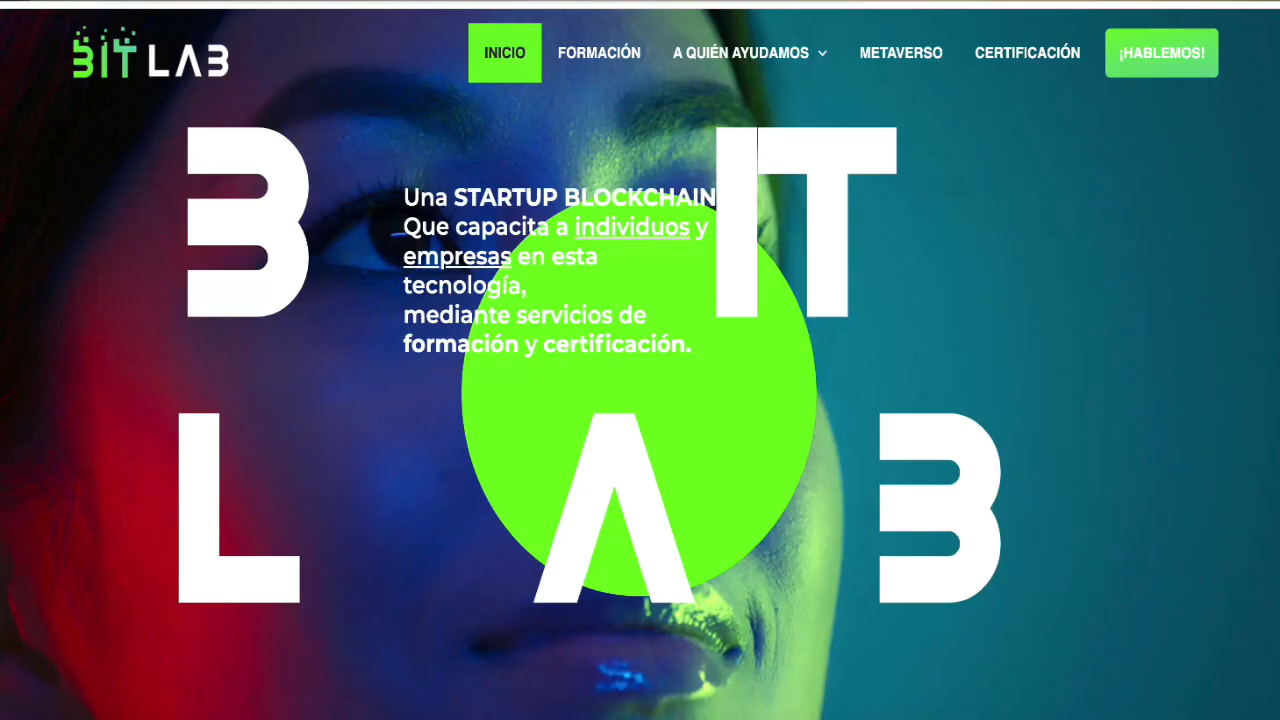 BIT LAB
INICIO
FORMACIÓN
A QUIÉN AYUDAMOS
METAVERSO
CERTIFICACIÓN
¡HABLEMOS!
B IT
Una STARTUP BLOCKCHAIN
Que capacita a individuos y
empresas en esta
tecnología,
mediante servicios de
formación y certificación.
L A B